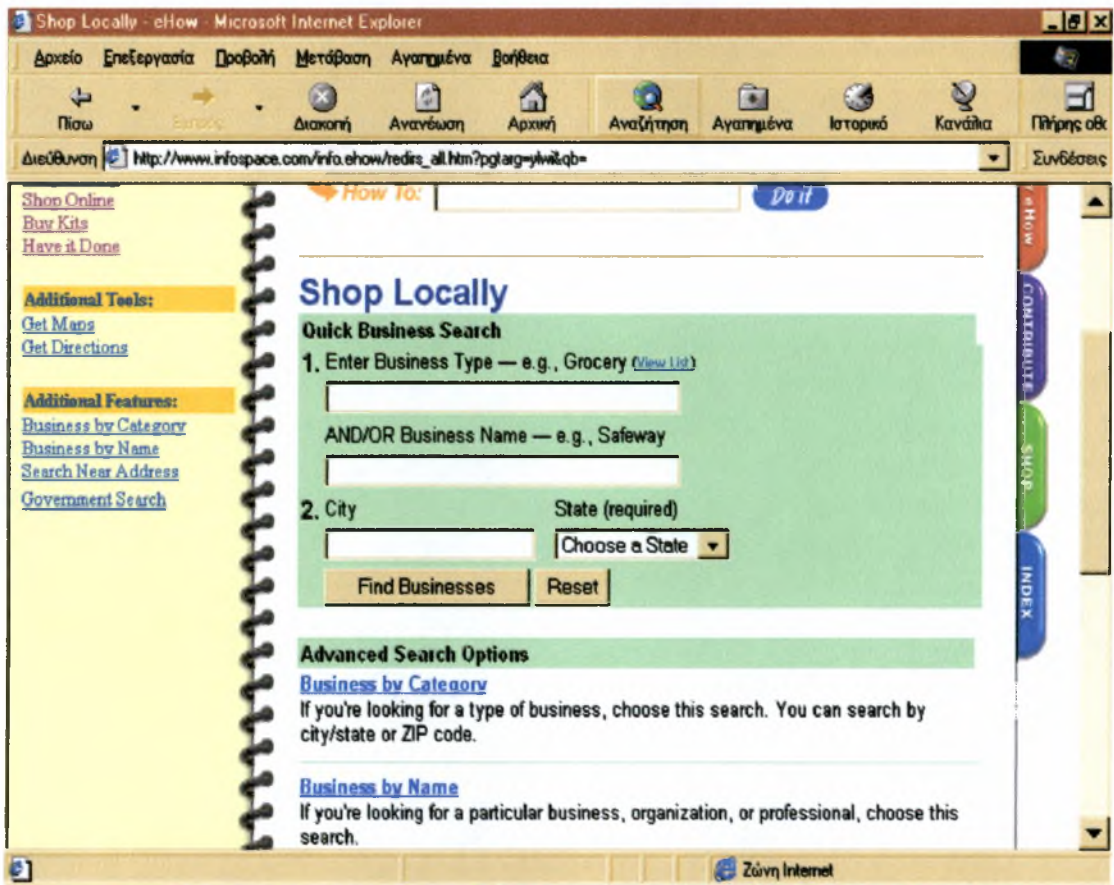 Shop Locally - eHow - Microsoft Internet Explorer
Αρχείο Επεξεργασία Προβολή Μετάβαση Αγαπημένα Βοήθεια
Πίσω Εμπρός Διακοπή Ανανέωση Αρχική Αναζήτηση Αγαπημένα Ιστορικό Κανάλια Πλήρης οθό
Διεύθυνση http://www.infospace.com/info.ehow/redirs_all.htm?pgtarg=ylwi&qb= Συνδέσεις
Shop Online
Buy Kits
Have it Done
Additional Tools:
Get Maps
Get Directions
Additional Features:
Business by Category
Business by Name
Search Near Address
Government Search
How To: Do it
Shop Locally
Quick Business Search
1. Enter Business Type — e.g., Grocery (View List)
AND/OR Business Name — e.g., Safeway
2. City State (required)
Choose a State
Find Businesses Reset
Advanced Search Options
Business by Category
If you're looking for a type of business, choose this search. You can search by
city/state or ZIP code.
Business by Name
If you're looking for a particular business, organization, or professional, choose this
search.
eHow
CONTRIBUTE
SHOP
INDEX
Ζώνη Internet